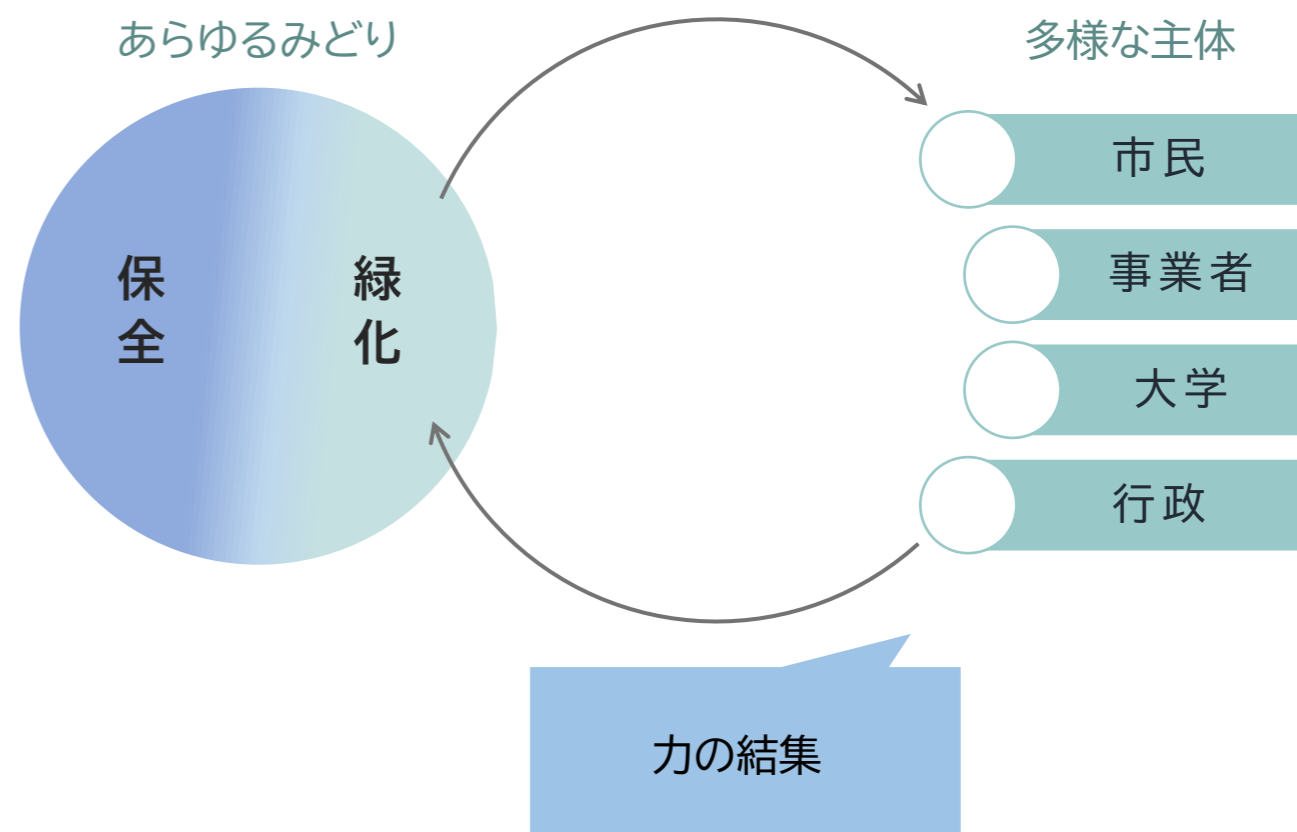 あらゆるみどり
多様な主体
保全
緑化
市民
事業者
大学
行政
力の結集